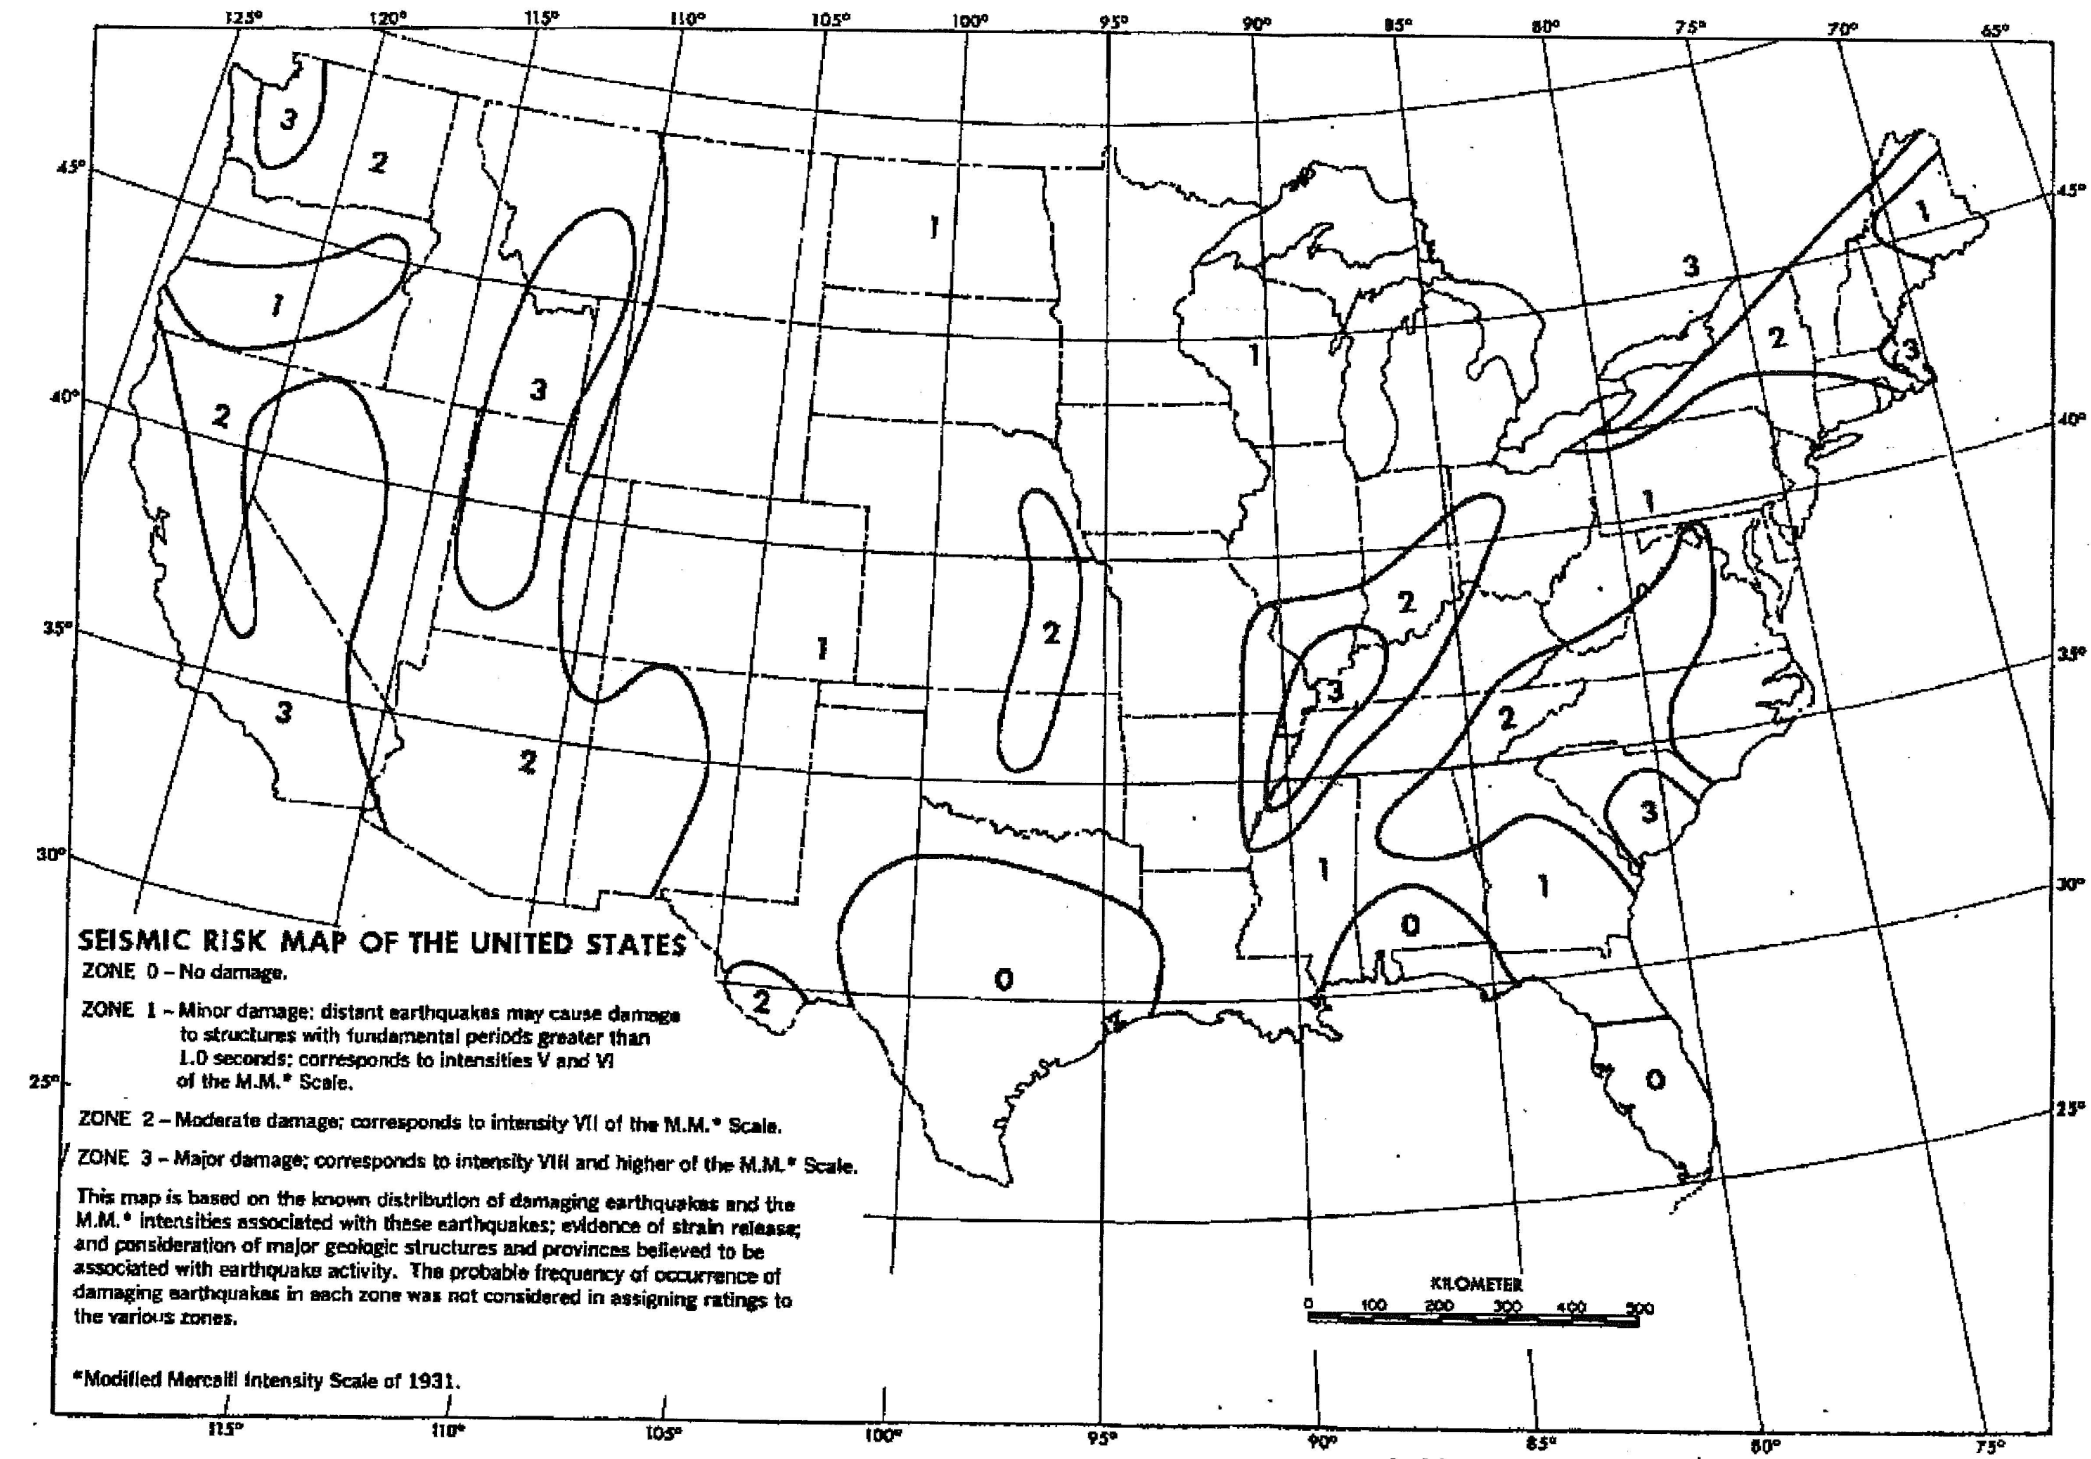 125° 120° 115° 110° 105° 100° 95° 90° 85° 80° 75° 70° 65°
3
2
45°
45°
1
1
3
1
2
3
1
3
2
40°
40°
1
2
2
35°
35°
1
2
3
2
3
2
3
1
1
30°
30°
0
0
2
0
SEISMIC RISK MAP OF THE UNITED STATES
ZONE 0 – No damage.
ZONE 1 – Minor damage; distant earthquakes may cause damage
to structures with fundamental periods greater than
1.0 seconds; corresponds to intensities V and VI
of the M.M.* Scale.
25°
25°
ZONE 2 – Moderate damage; corresponds to intensity VII of the M.M.* Scale.
ZONE 3 – Major damage; corresponds to intensity VIII and higher of the M.M.* Scale.
This map is based on the known distribution of damaging earthquakes and the
M.M.* intensities associated with these earthquakes; evidence of strain release;
and consideration of major geologic structures and provinces believed to be
associated with earthquake activity. The probable frequency of occurrence of
damaging earthquakes in each zone was not considered in assigning ratings to
the various zones.
*Modified Mercalli Intensity Scale of 1931.
KILOMETER
0 100 200 300 400 500
115° 110° 105° 100° 95° 90° 85° 80° 75°